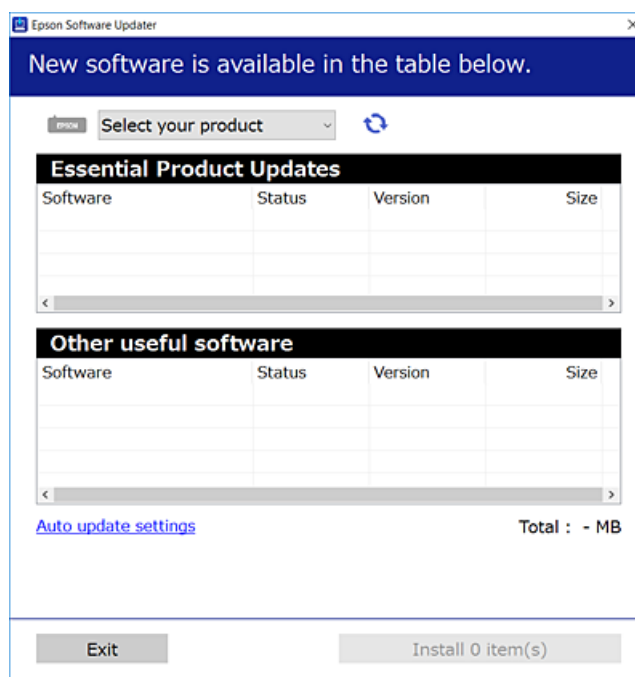 Epson Software Updater
New software is available in the table below.
EPSON Select your product
Essential Product Updates
Software Status Version Size
Other useful software
Software Status Version Size
Auto update settings Total : - MB
Exit Install 0 item(s)